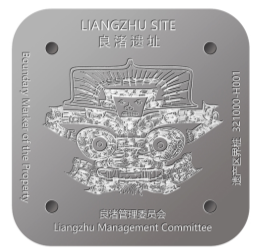 LIANGZHU SITE
良渚遗址
Boundary Marker of the Property
遗产区界桩 321000-H001
良渚管理委员会
Liangzhu Management Committee